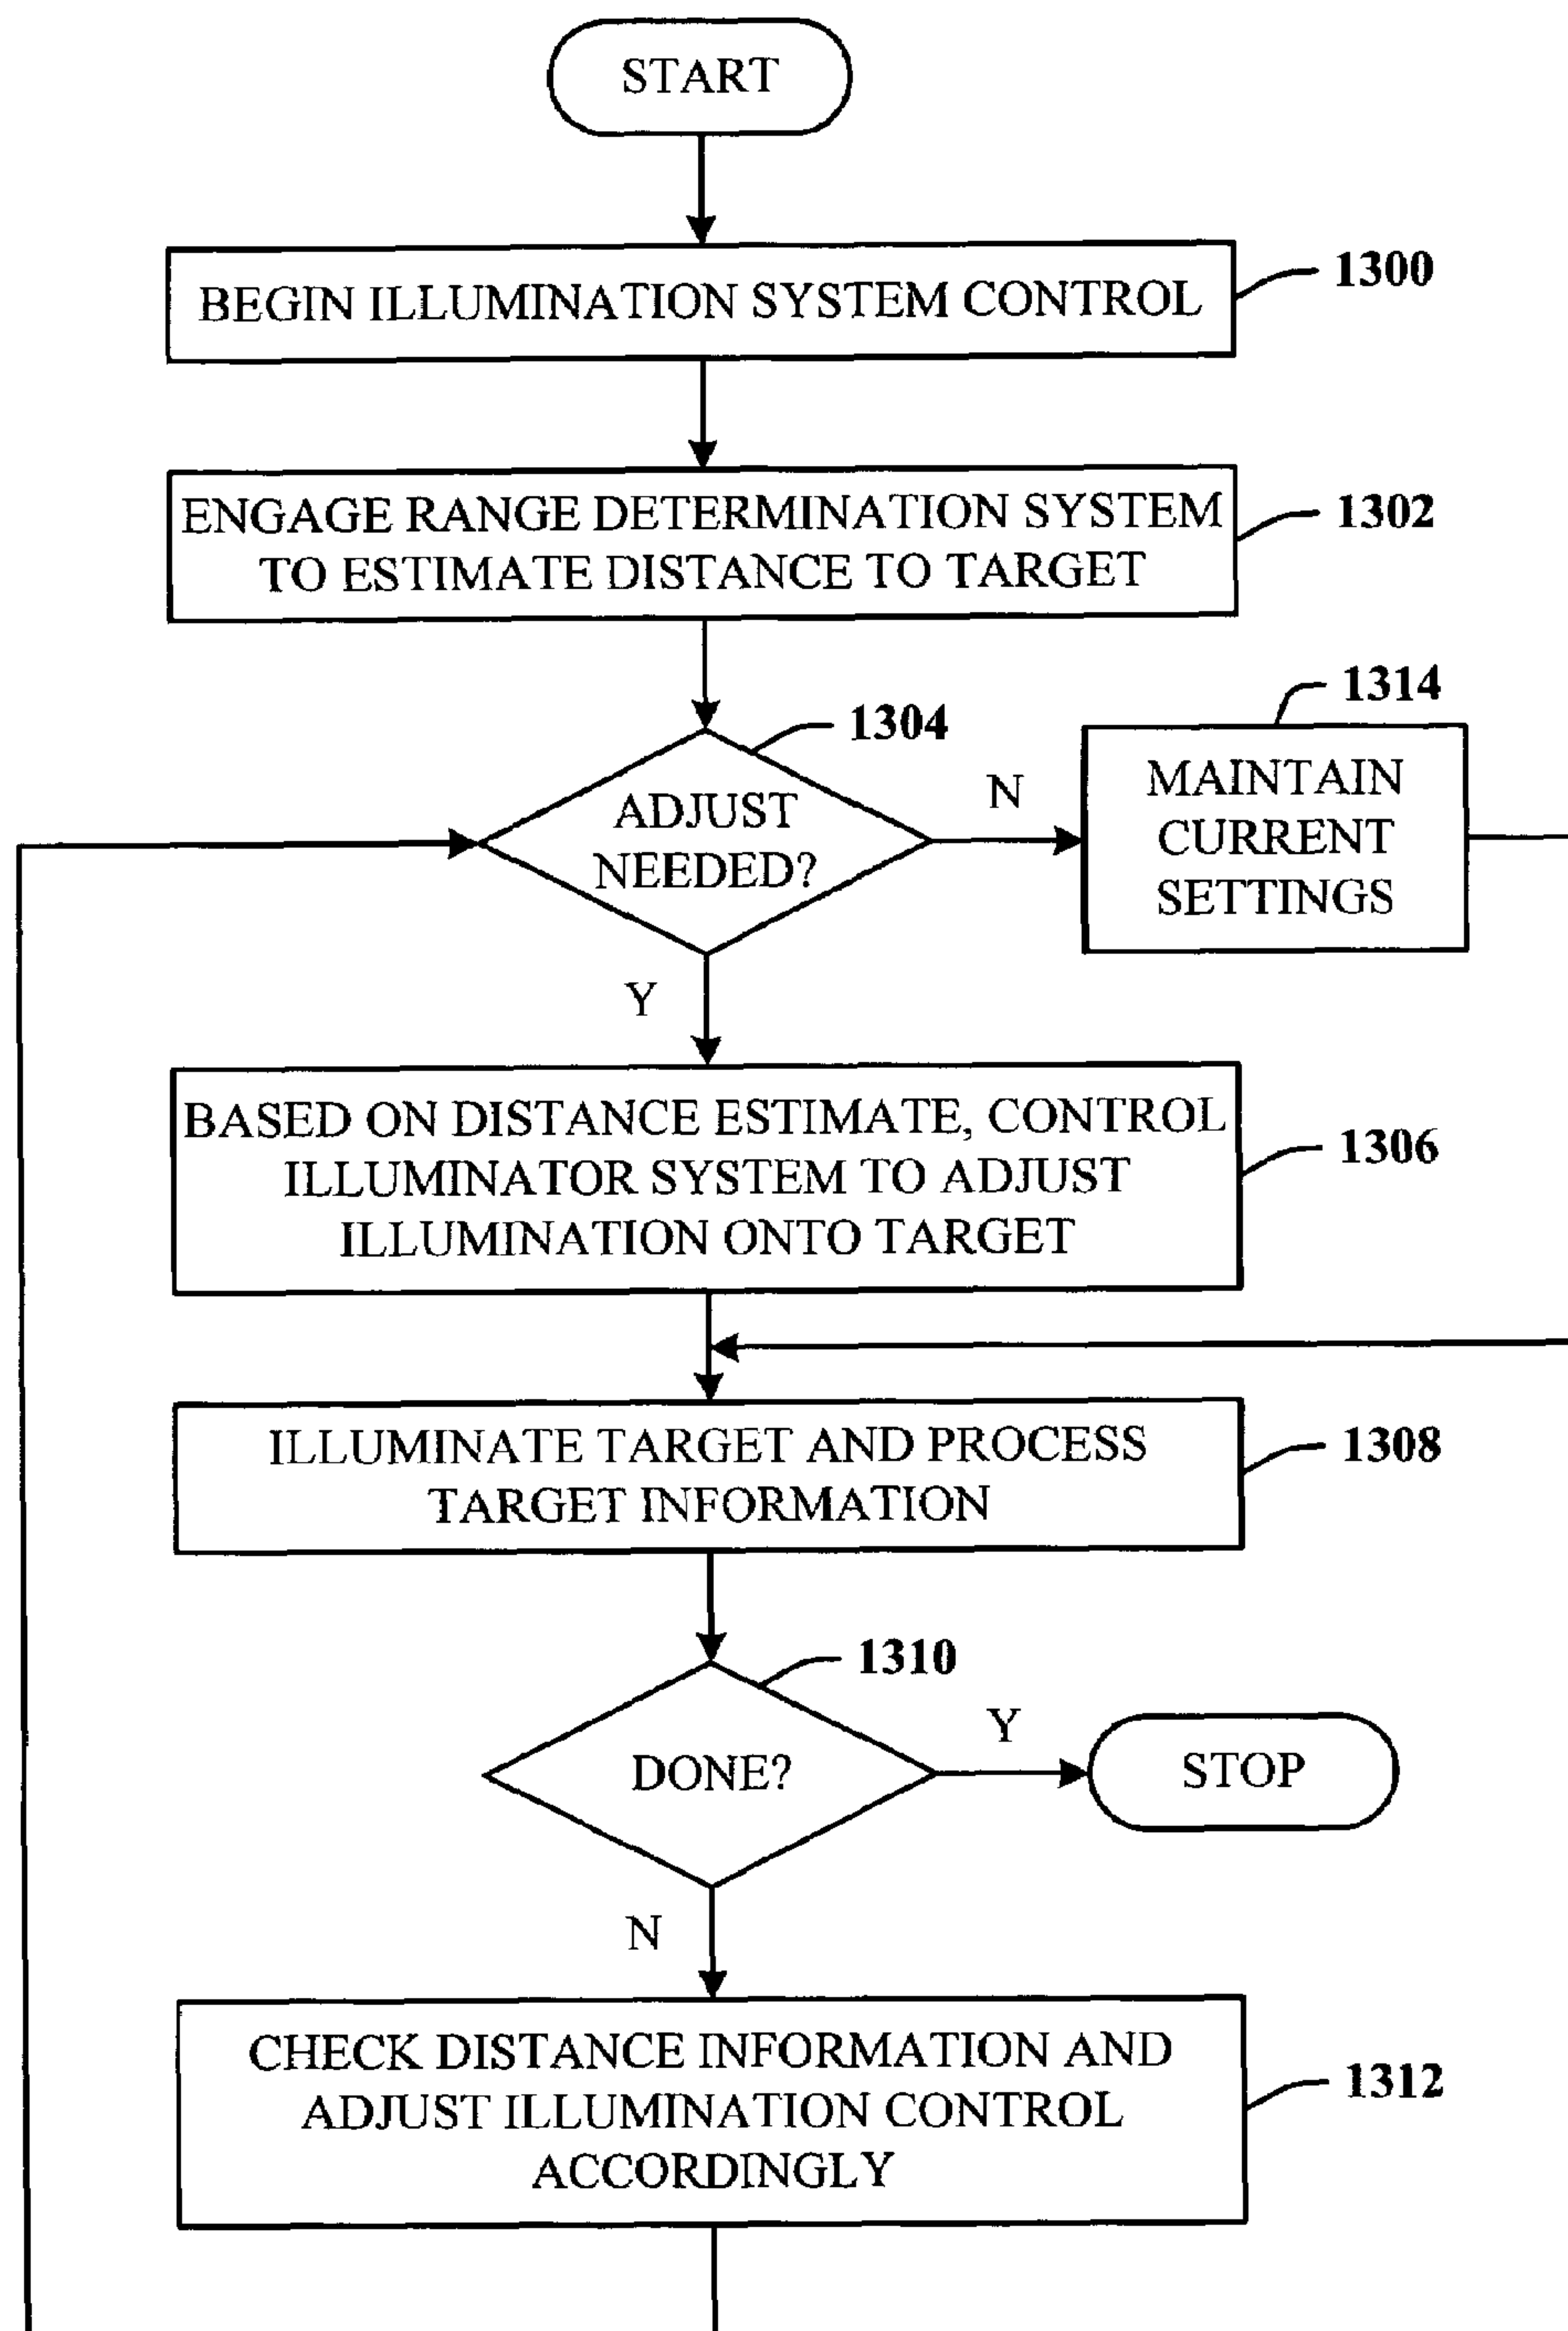 START
BEGIN ILLUMINATION SYSTEM CONTROL
1300
ENGAGE RANGE DETERMINATION SYSTEM
TO ESTIMATE DISTANCE TO TARGET
1302
1304
ADJUST
NEEDED?
N
1314
MAINTAIN
CURRENT
SETTINGS
Y
BASED ON DISTANCE ESTIMATE, CONTROL
ILLUMINATOR SYSTEM TO ADJUST
ILLUMINATION ONTO TARGET
1306
ILLUMINATE TARGET AND PROCESS
TARGET INFORMATION
1308
1310
DONE?
Y
STOP
N
CHECK DISTANCE INFORMATION AND
ADJUST ILLUMINATION CONTROL
ACCORDINGLY
1312